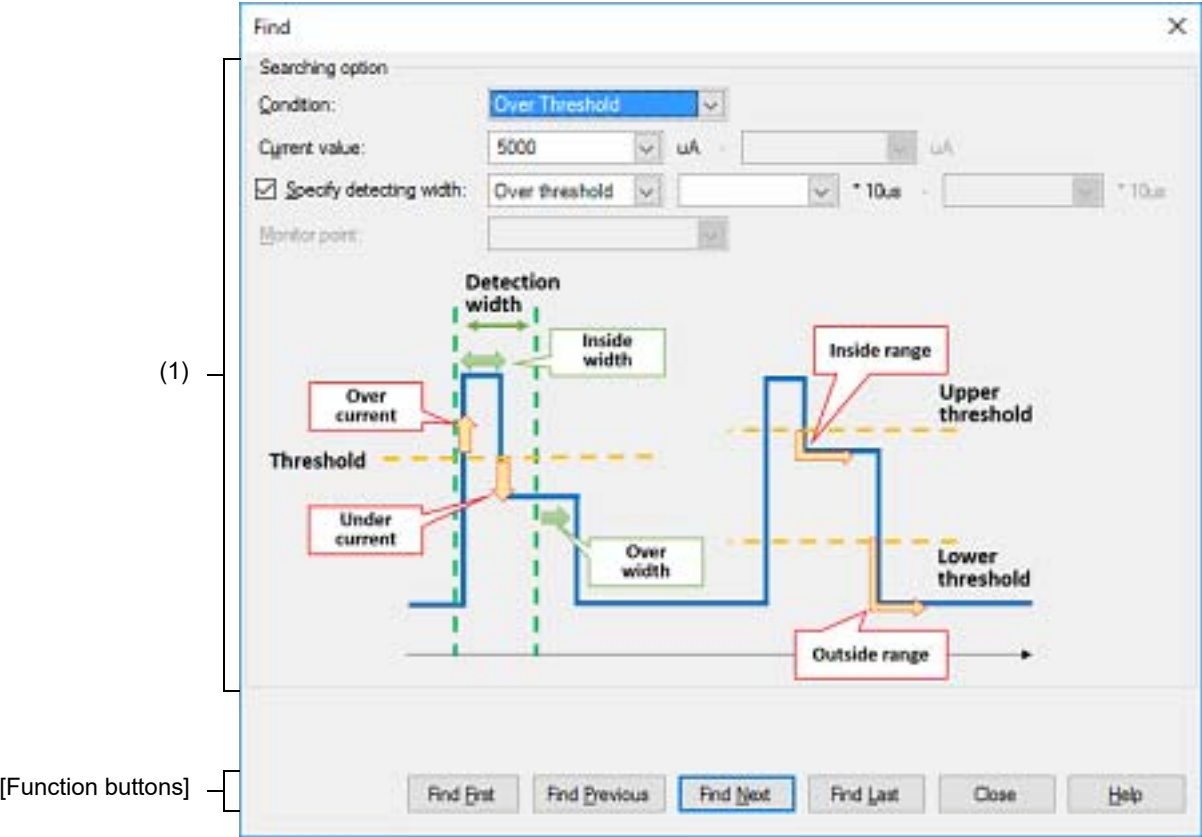 Find
Searching option
Condition: Over Threshold
Current value: 5000 uA - uA
Specify detecting width: Over threshold * 10us - * 10us
Monitor point:
Detection
width
Inside
width
Inside range
Over
current
Upper
threshold
Threshold
(1)
Under
current
Over
width
Lower
threshold
Outside range
[Function buttons]
Find First Find Previous Find Next Find Last Close Help